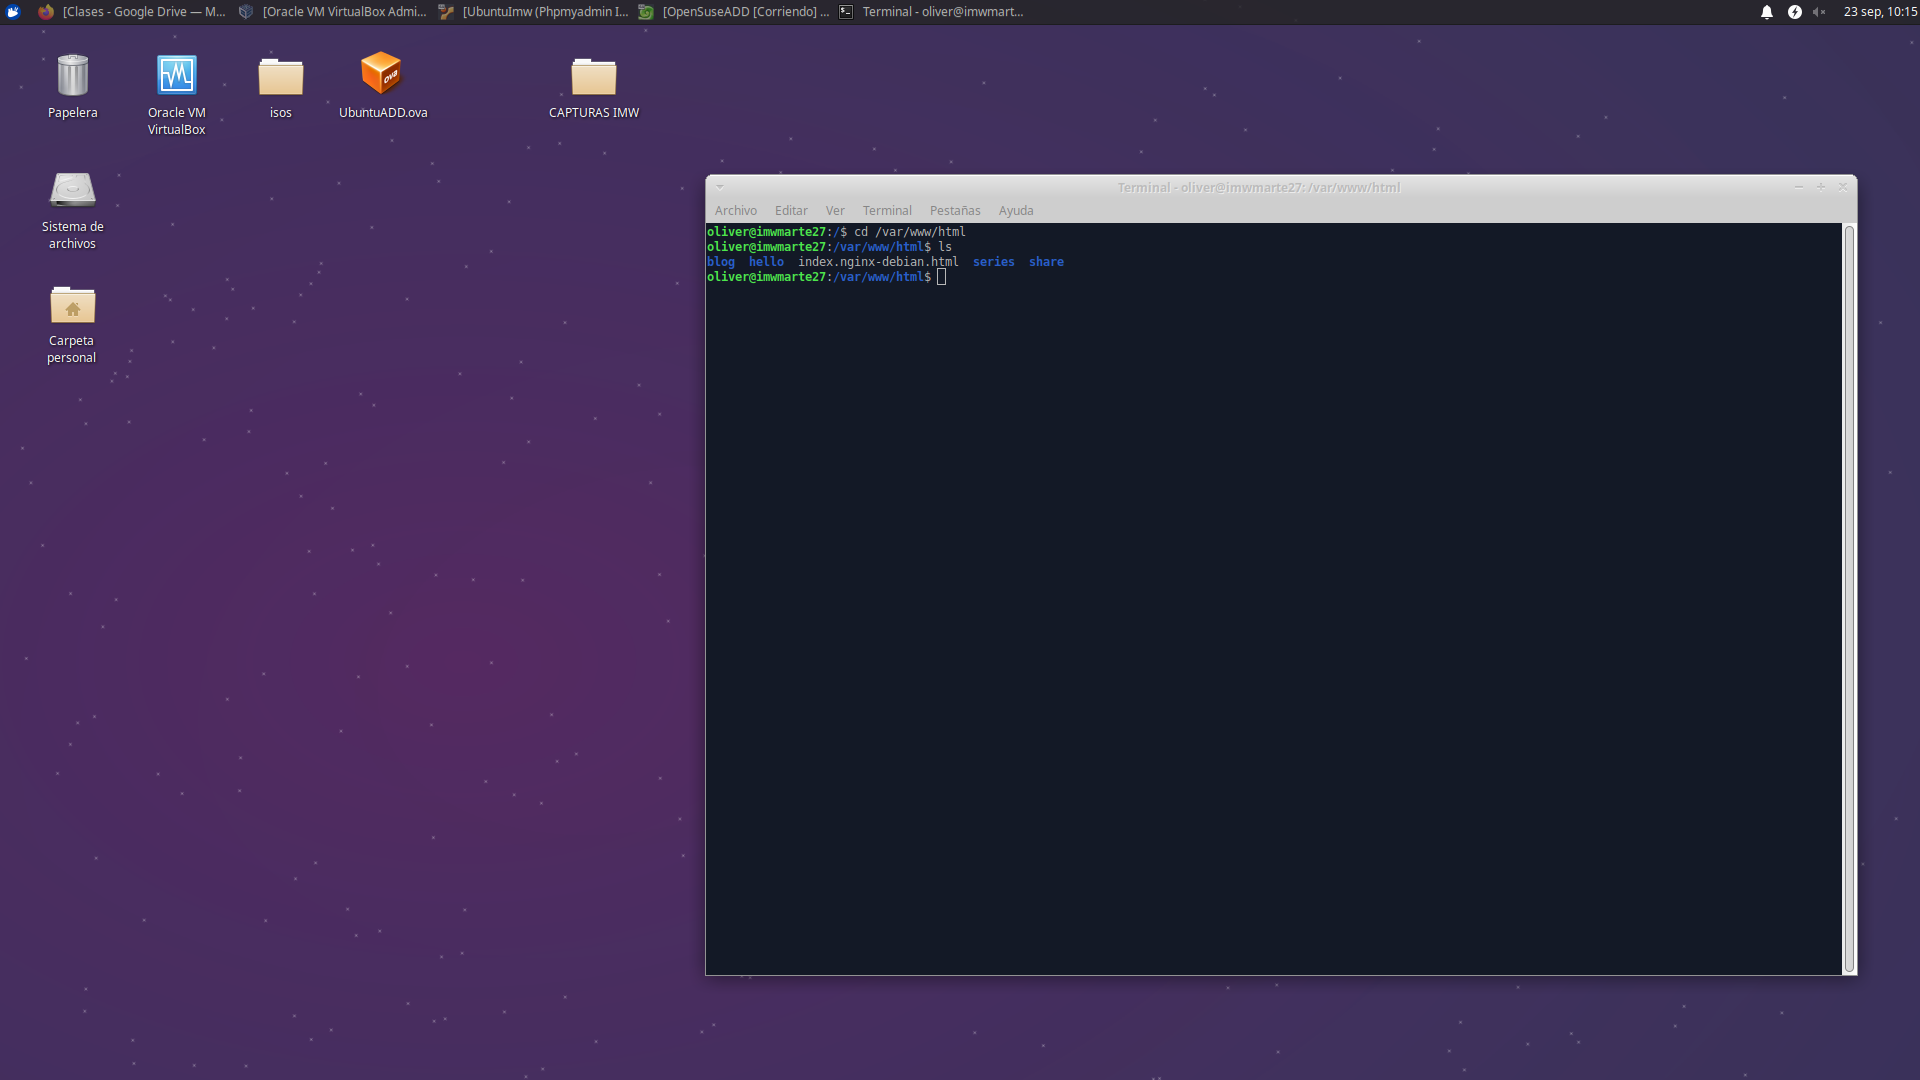 [Clases - Google Drive — M... [Oracle VM VirtualBox Admi... [UbuntuImw (Phpmyadmin I... [OpenSuseADD [Corriendo] ... Terminal - oliver@imwmart... 23 sep, 10:15
Papelera
Oracle VM
VirtualBox
isos
ova
UbuntuADD.ova
CAPTURAS IMW
Sistema de
archivos
Carpeta
personal
Terminal - oliver@imwmarte27: /var/www/html
Archivo Editar Ver Terminal Pestañas Ayuda
oliver@imwmarte27:/$ cd /var/www/html
oliver@imwmarte27:/var/www/html$ ls
blog hello index.nginx-debian.html series share
oliver@imwmarte27:/var/www/html$